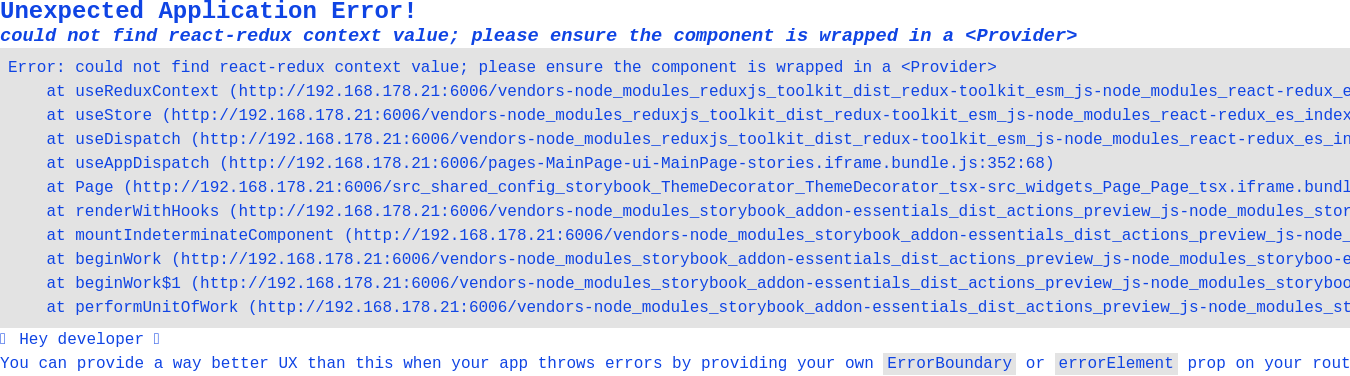 Unexpected Application Error!
could not find react-redux context value; please ensure the component is wrapped in a <Provider>
Error: could not find react-redux context value; please ensure the component is wrapped in a <Provider>
at useReduxContext (http://192.168.178.21:6006/vendors-node_modules_reduxjs_toolkit_dist_redux-toolkit_esm_js-node_modules_react-redux_e
at useStore (http://192.168.178.21:6006/vendors-node_modules_reduxjs_toolkit_dist_redux-toolkit_esm_js-node_modules_react-redux_es_index
at useDispatch (http://192.168.178.21:6006/vendors-node_modules_reduxjs_toolkit_dist_redux-toolkit_esm_js-node_modules_react-redux_es_in
at useAppDispatch (http://192.168.178.21:6006/pages-MainPage-ui-MainPage-stories.iframe.bundle.js:352:68)
at Page (http://192.168.178.21:6006/src_shared_config_storybook_ThemeDecorator_ThemeDecorator_tsx-src_widgets_Page_Page_tsx.iframe.bundl
at renderWithHooks (http://192.168.178.21:6006/vendors-node_modules_storybook_addon-essentials_dist_actions_preview_js-node_modules_stor
at mountIndeterminateComponent (http://192.168.178.21:6006/vendors-node_modules_storybook_addon-essentials_dist_actions_preview_js-node_
at beginWork (http://192.168.178.21:6006/vendors-node_modules_storybook_addon-essentials_dist_actions_preview_js-node_modules_storyboo-e
at beginWork$1 (http://192.168.178.21:6006/vendors-node_modules_storybook_addon-essentials_dist_actions_preview_js-node_modules_storyboo
at performUnitOfWork (http://192.168.178.21:6006/vendors-node_modules_storybook_addon-essentials_dist_actions_preview_js-node_modules_st
Hey developer
You can provide a way better UX than this when your app throws errors by providing your own ErrorBoundary or errorElement prop on your rout